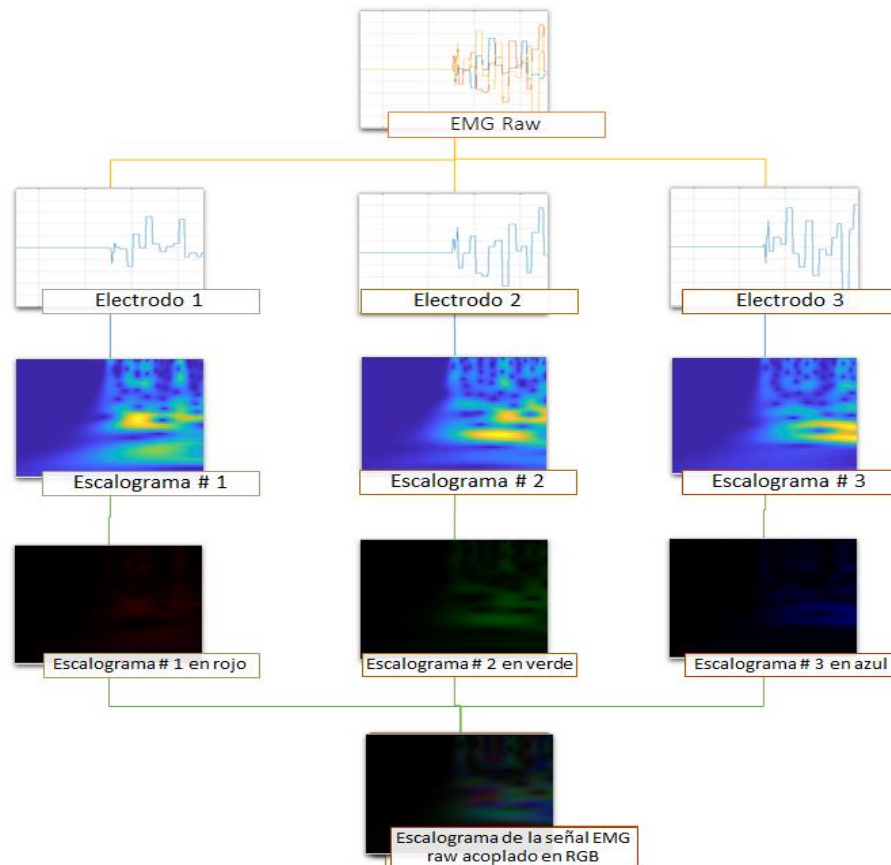 EMG Raw
Electrodo 1
Electrodo 2
Electrodo 3
Escalograma # 1
Escalograma # 2
Escalograma # 3
Escalograma # 1 en rojo
Escalograma # 2 en verde
Escalograma # 3 en azul
Escalograma de la señal EMG
raw acoplado en RGB